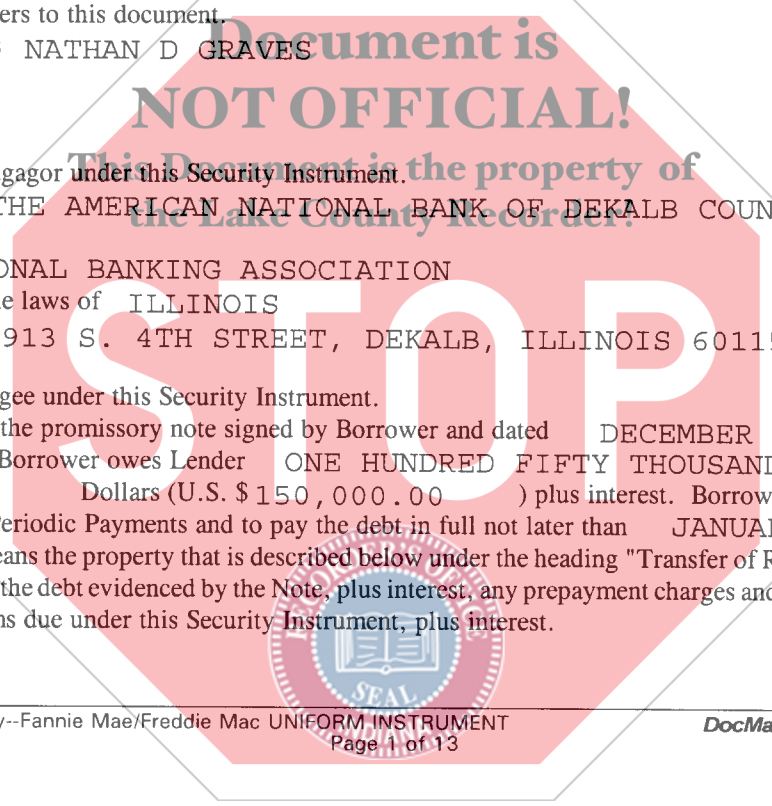 ers to this document.
Document is
NATHAN D GRAVES
NOT OFFICIAL!
gagor under this Security Instrument.
This Document is the property of
THE AMERICAN NATIONAL BANK OF DEKALB COUN
the Lake County Recorder!
ONAL BANKING ASSOCIATION
e laws of ILLINOIS
913 S. 4TH STREET, DEKALB, ILLINOIS 60115
STOP
gee under this Security Instrument.
the promissory note signed by Borrower and dated DECEMBER
Borrower owes Lender ONE HUNDRED FIFTY THOUSAND
Dollars (U.S. $ 150,000.00 ) plus interest. Borrow
Periodic Payments and to pay the debt in full not later than JANUAR
eans the property that is described below under the heading "Transfer of R
the debt evidenced by the Note, plus interest, any prepayment charges and
ns due under this Security Instrument, plus interest.
RECORDER'S OFFICE
SEAL
INDIANA
y--Fannie Mae/Freddie Mac UNIFORM INSTRUMENT DocMa
Page 1 of 13